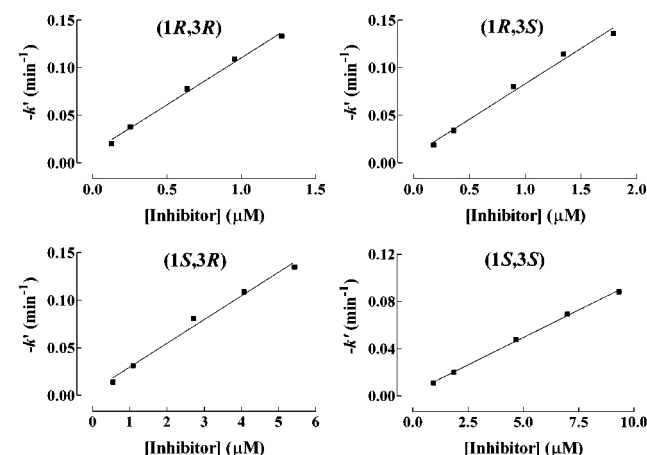 (1R,3R)
-k' (min⁻¹)
0.15
0.10
0.05
0.00
0.0 0.5 1.0 1.5
[Inhibitor] (μM)
(1R,3S)
-k' (min⁻¹)
0.15
0.10
0.05
0.00
0.0 0.5 1.0 1.5 2.0
[Inhibitor] (μM)
(1S,3R)
-k' (min⁻¹)
0.15
0.10
0.05
0.00
0 1 2 3 4 5 6
[Inhibitor] (μM)
(1S,3S)
-k' (min⁻¹)
0.12
0.08
0.04
0.00
0.0 2.5 5.0 7.5 10.0
[Inhibitor] (μM)